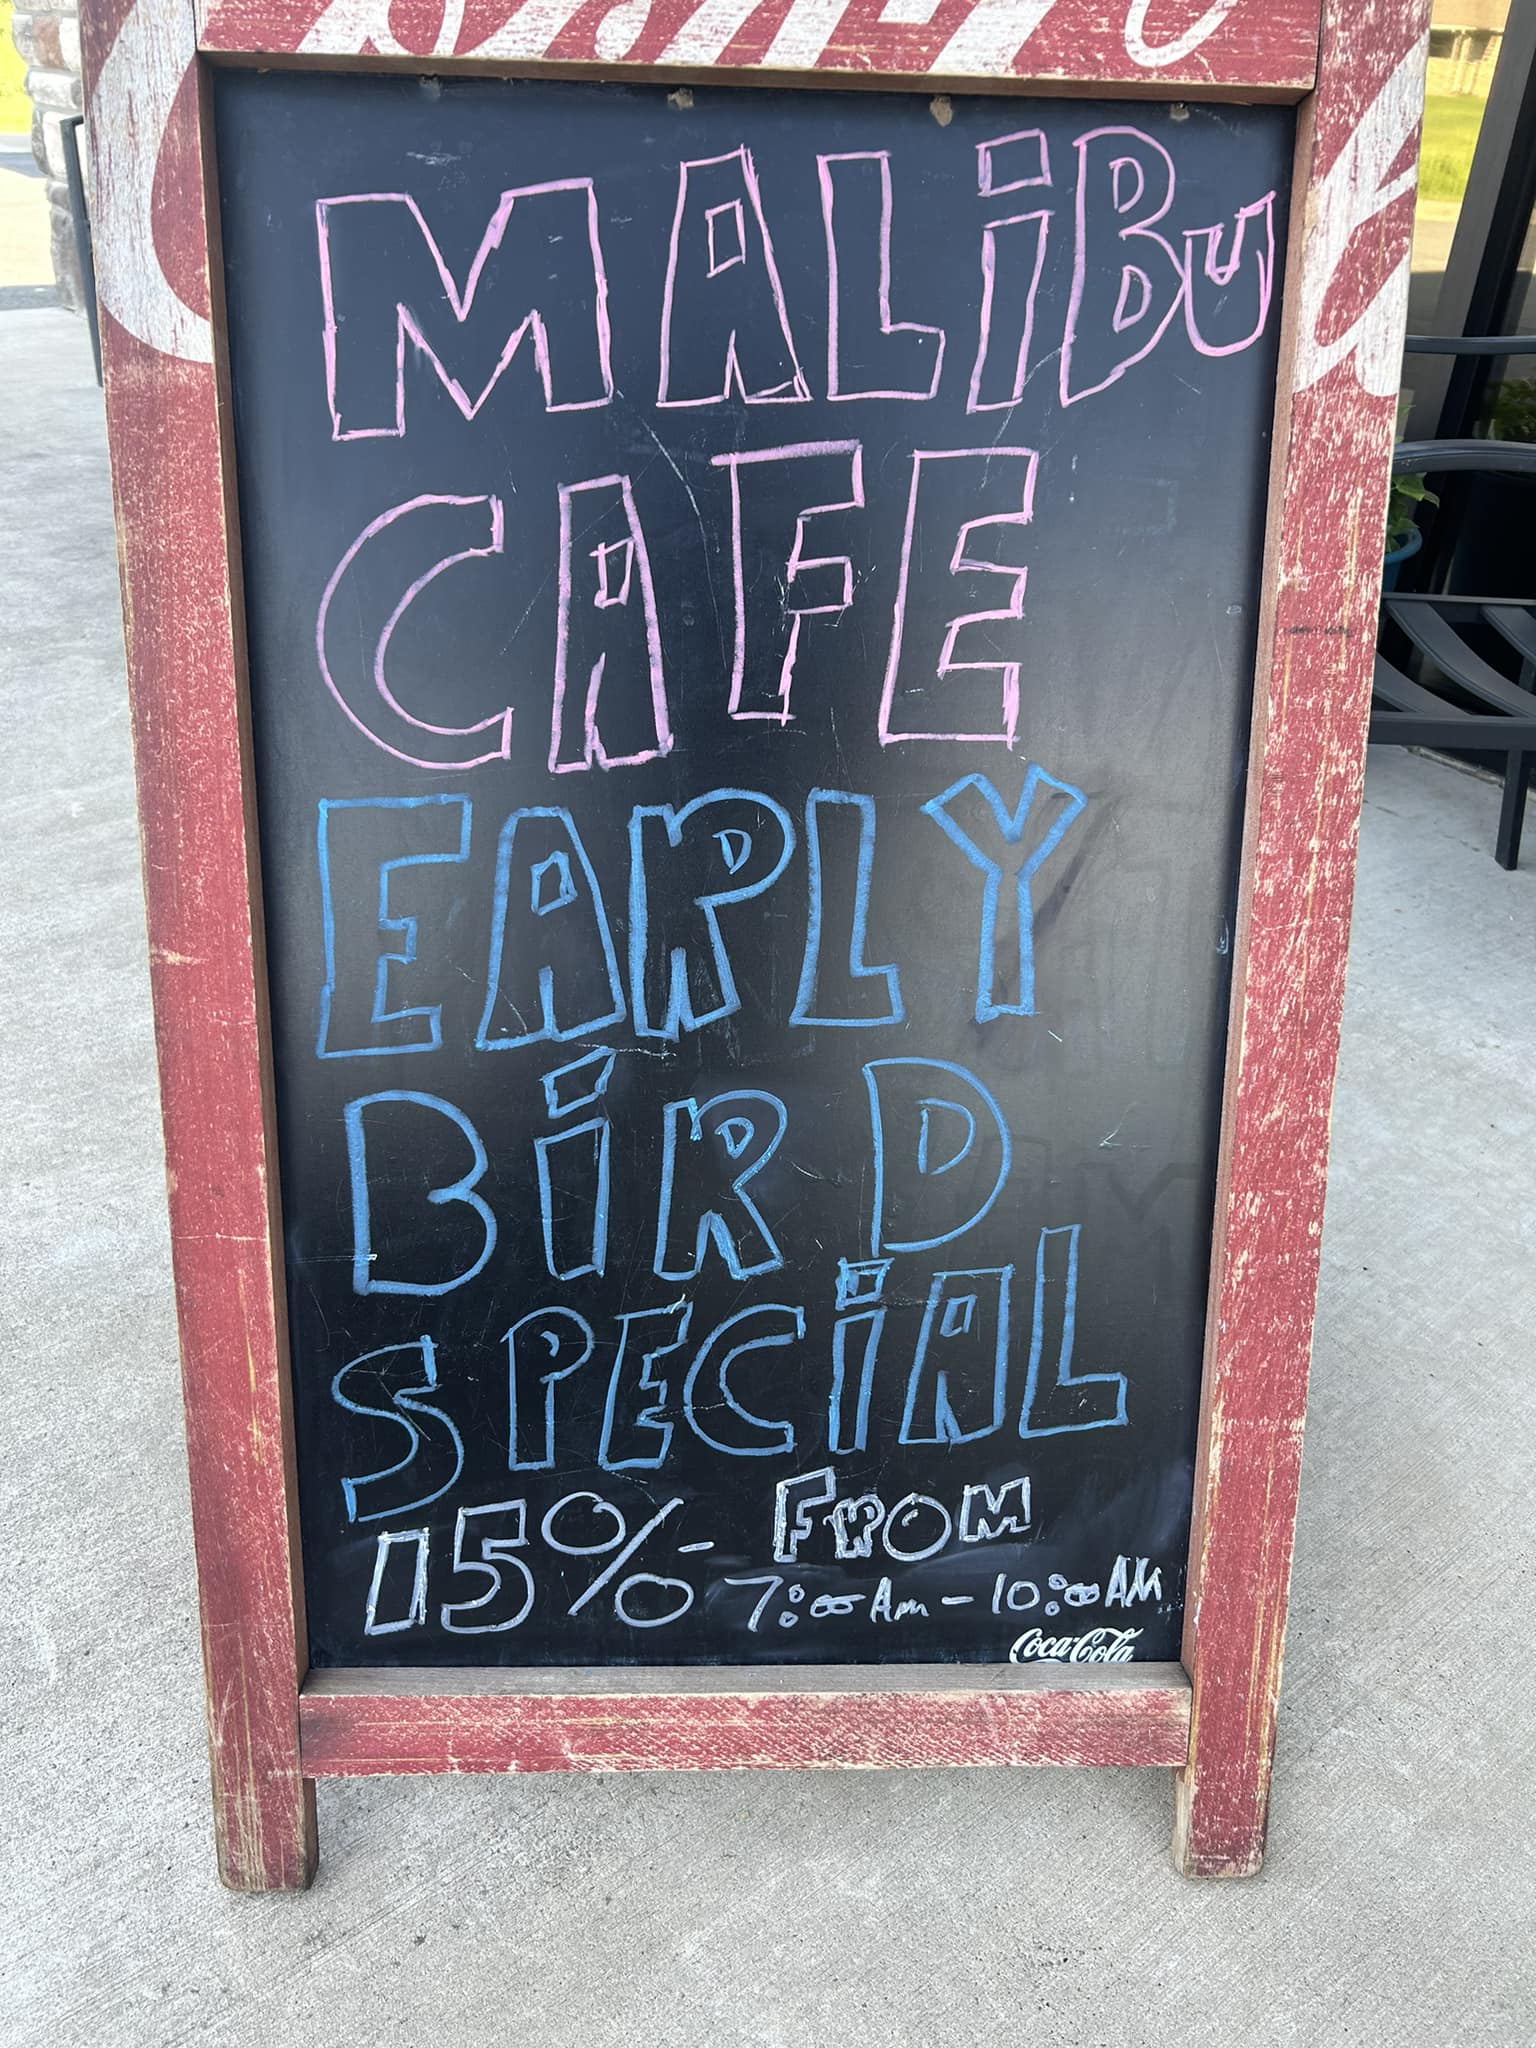 MALiBU
CAFE
EARLY
BiRD
SPECiAL
15% - FROM
7:00 Am - 10:00 AM
Coca-Cola